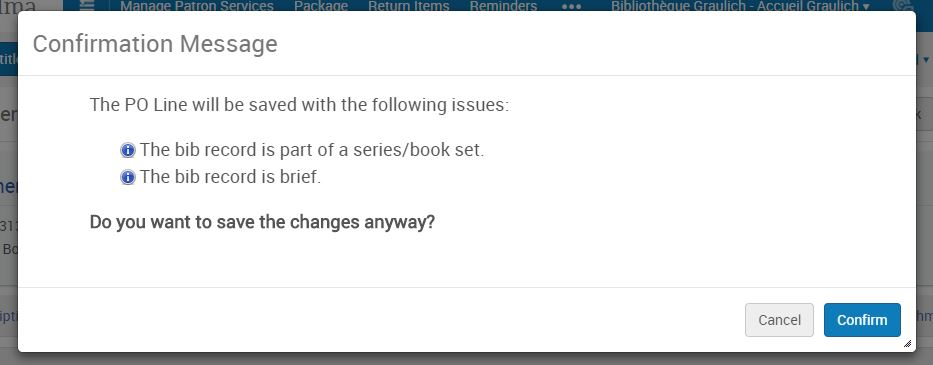 lma Manage Patron Services Package Return Items Reminders ••• Bibliothèque Graulich - Accueil Graulich
Confirmation Message
The PO Line will be saved with the following issues:
The bib record is part of a series/book set.
The bib record is brief.
Do you want to save the changes anyway?
Cancel Confirm